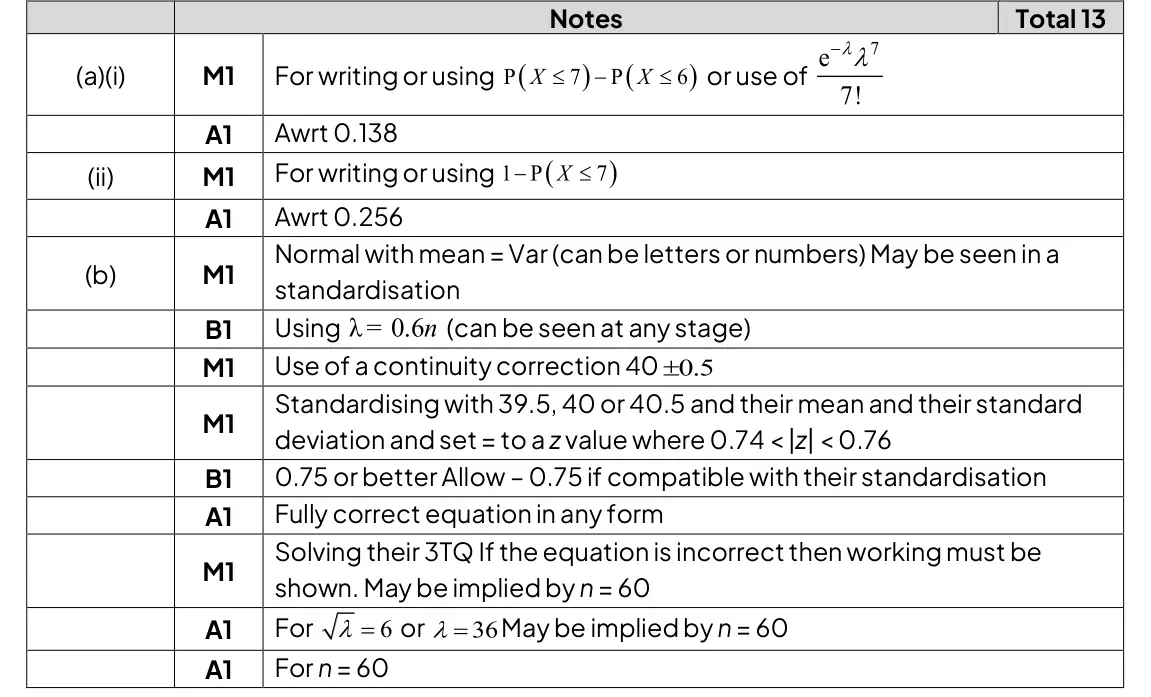 Notes Total 13
(a)(i) M1 For writing or using P(X ≤ 7) – P(X ≤ 6) or use of e^{−λ}λ^7 / 7!
A1 Awrt 0.138
(ii) M1 For writing or using 1–P(X ≤ 7)
A1 Awrt 0.256
(b) M1 Normal with mean = Var (can be letters or numbers) May be seen in a
standardisation
B1 Using λ = 0.6n (can be seen at any stage)
M1 Use of a continuity correction 40 ±0.5
M1 Standardising with 39.5, 40 or 40.5 and their mean and their standard
deviation and set = to a z value where 0.74 < |z| < 0.76
B1 0.75 or better Allow – 0.75 if compatible with their standardisation
A1 Fully correct equation in any form
M1 Solving their 3TQ If the equation is incorrect then working must be
shown. May be implied by n = 60
A1 For √λ = 6 or λ = 36 May be implied by n = 60
A1 For n = 60